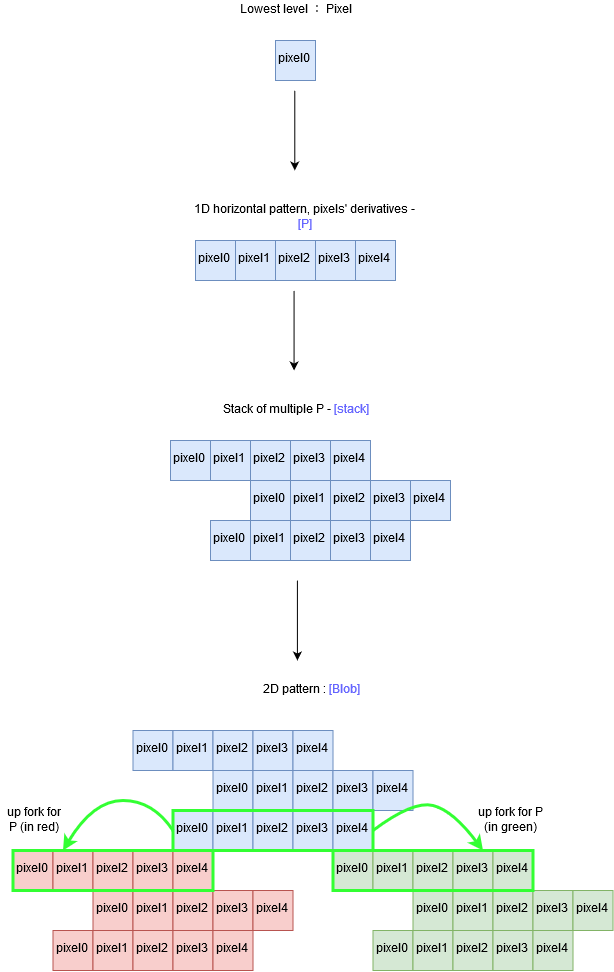 Lowest level : Pixel
pixel0
1D horizontal pattern, pixels' derivatives -
[P]
pixel0 pixel1 pixel2 pixel3 pixel4
Stack of multiple P - [stack]
pixel0 pixel1 pixel2 pixel3 pixel4
pixel0 pixel1 pixel2 pixel3 pixel4
pixel0 pixel1 pixel2 pixel3 pixel4
2D pattern : [Blob]
pixel0 pixel1 pixel2 pixel3 pixel4
pixel0 pixel1 pixel2 pixel3 pixel4
up fork for
P (in red)
pixel0 pixel1 pixel2 pixel3 pixel4
up fork for P
(in green)
pixel0 pixel1 pixel2 pixel3 pixel4
pixel0 pixel1 pixel2 pixel3 pixel4
pixel0 pixel1 pixel2 pixel3 pixel4
pixel0 pixel1 pixel2 pixel3 pixel4
pixel0 pixel1 pixel2 pixel3 pixel4
pixel0 pixel1 pixel2 pixel3 pixel4